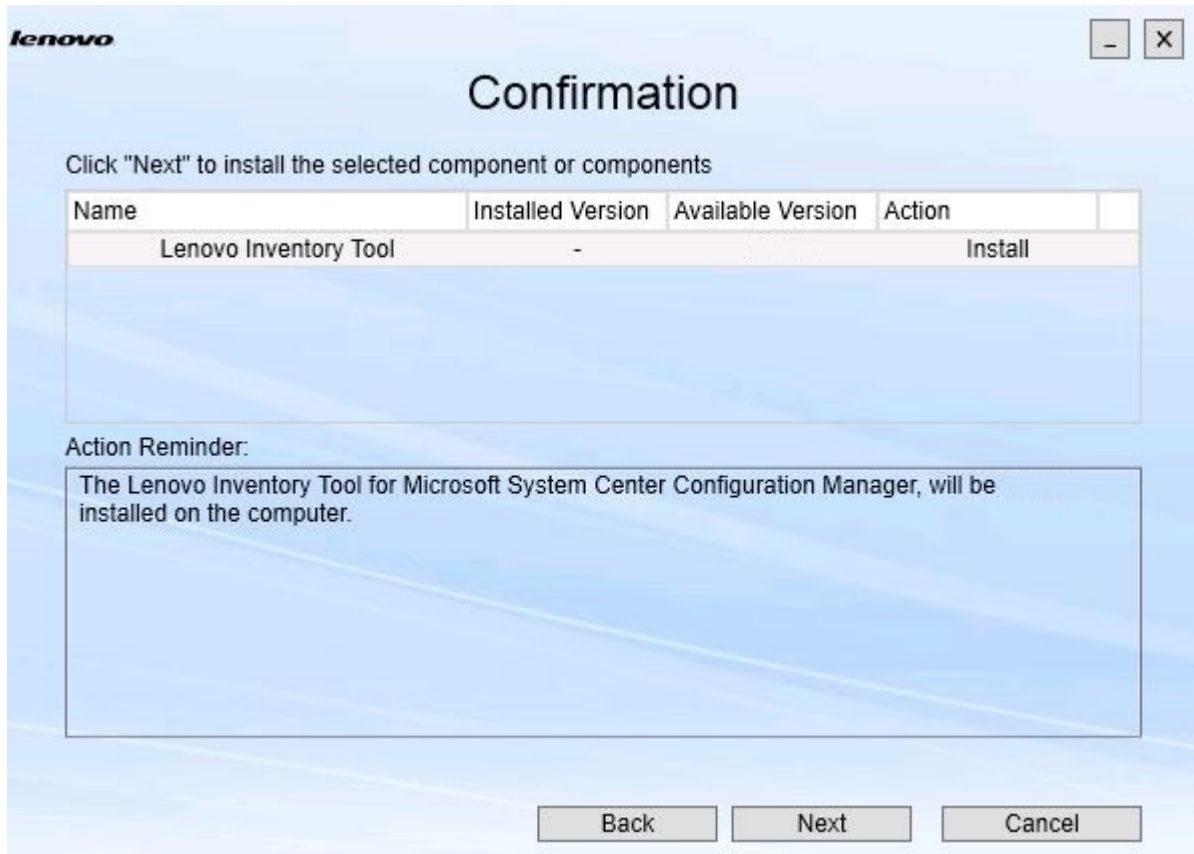 lenovo
Confirmation
Click "Next" to install the selected component or components
Name Installed Version Available Version Action
Lenovo Inventory Tool - Install
Action Reminder:
The Lenovo Inventory Tool for Microsoft System Center Configuration Manager, will be
installed on the computer.
Back Next Cancel